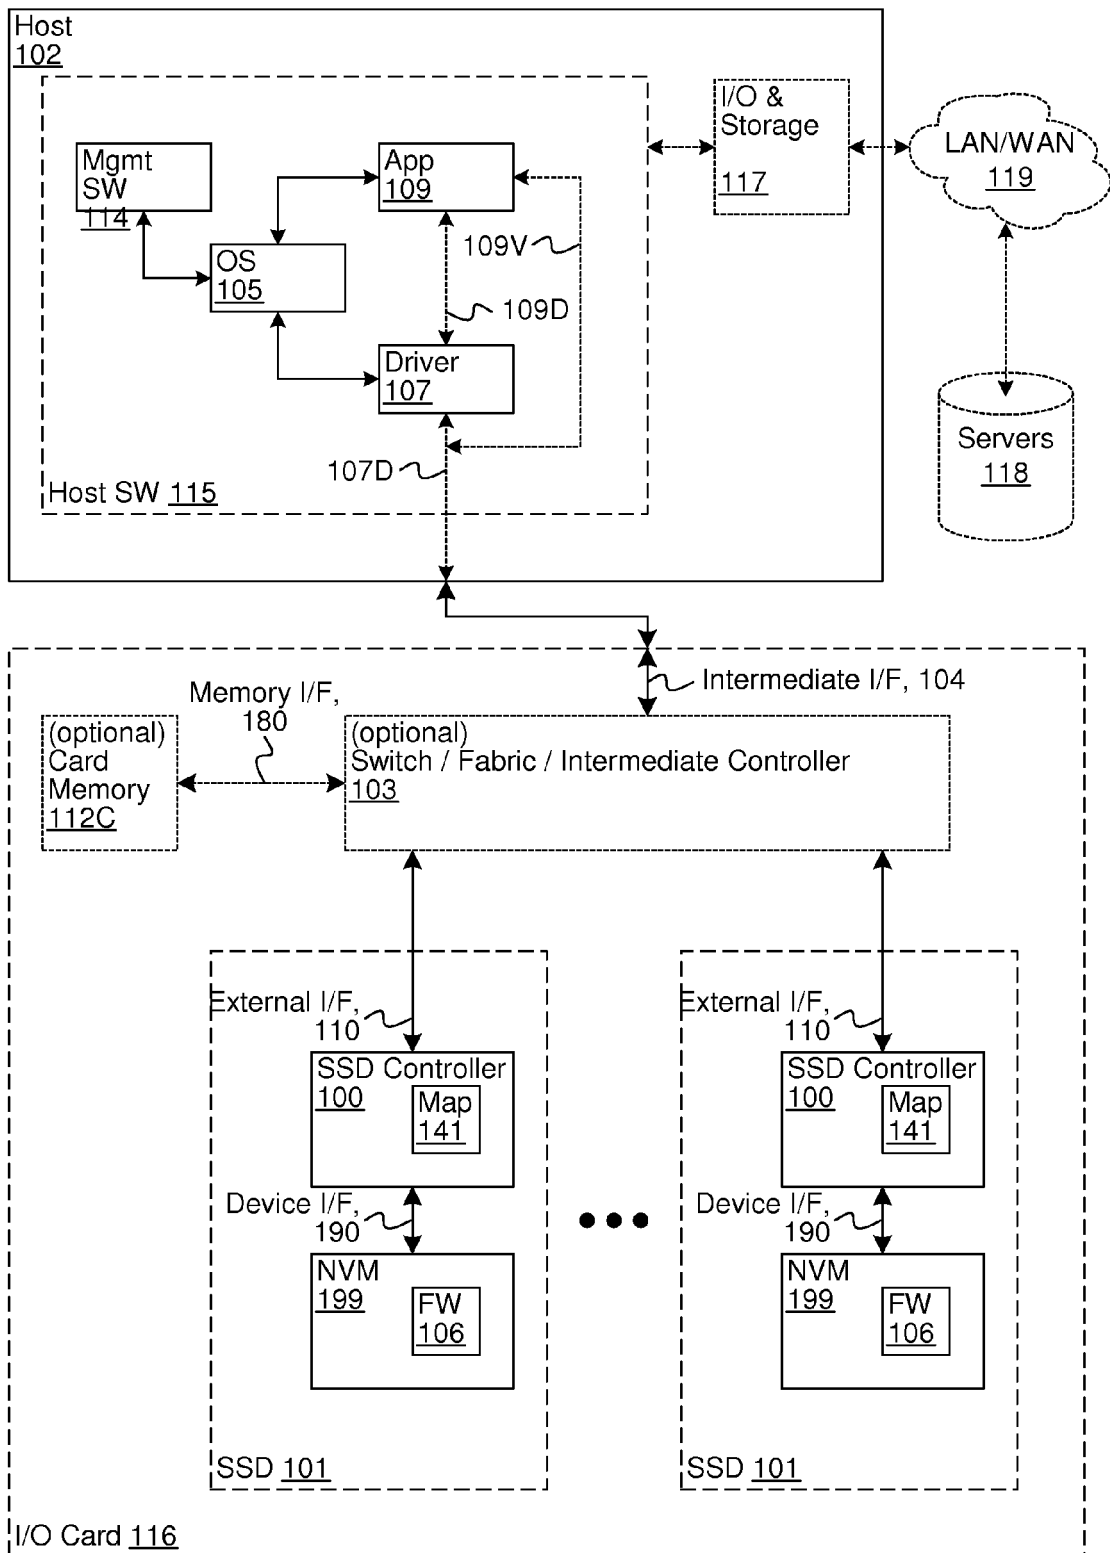 Host
102
I/O &
Storage
117
LAN/WAN
119
Mgmt
SW
114
App
109
109V
OS
105
109D
Driver
107
Servers
118
107D
Host SW 115
Intermediate I/F, 104
Memory I/F,
180
(optional)
Card
Memory
112C
(optional)
Switch / Fabric / Intermediate Controller
103
External I/F,
110
External I/F,
110
SSD Controller
100
Map
141
SSD Controller
100
Map
141
Device I/F,
190
Device I/F,
190
NVM
199
FW
106
NVM
199
FW
106
SSD 101
SSD 101
I/O Card 116